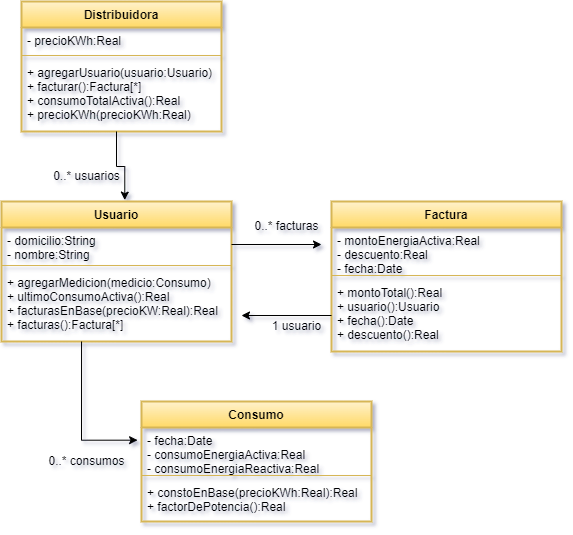 Distribuidora
- precioKWh:Real
+ agregarUsuario(usuario:Usuario)
+ facturar():Factura[*]
+ consumoTotalActiva():Real
+ precioKWh(precioKWh:Real)
0..* usuarios
Usuario
- domicilio:String
- nombre:String
+ agregarMedicion(medicio:Consumo)
+ ultimoConsumoActiva():Real
+ facturasEnBase(precioKW:Real):Real
+ facturas():Factura[*]
0..* facturas
1 usuario
Factura
- montoEnergiaActiva:Real
- descuento:Real
- fecha:Date
+ montoTotal():Real
+ usuario():Usuario
+ fecha():Date
+ descuento():Real
0..* consumos
Consumo
- fecha:Date
- consumoEnergiaActiva:Real
- consumoEnergiaReactiva:Real
+ constoEnBase(precioKWh:Real):Real
+ factorDePotencia():Real